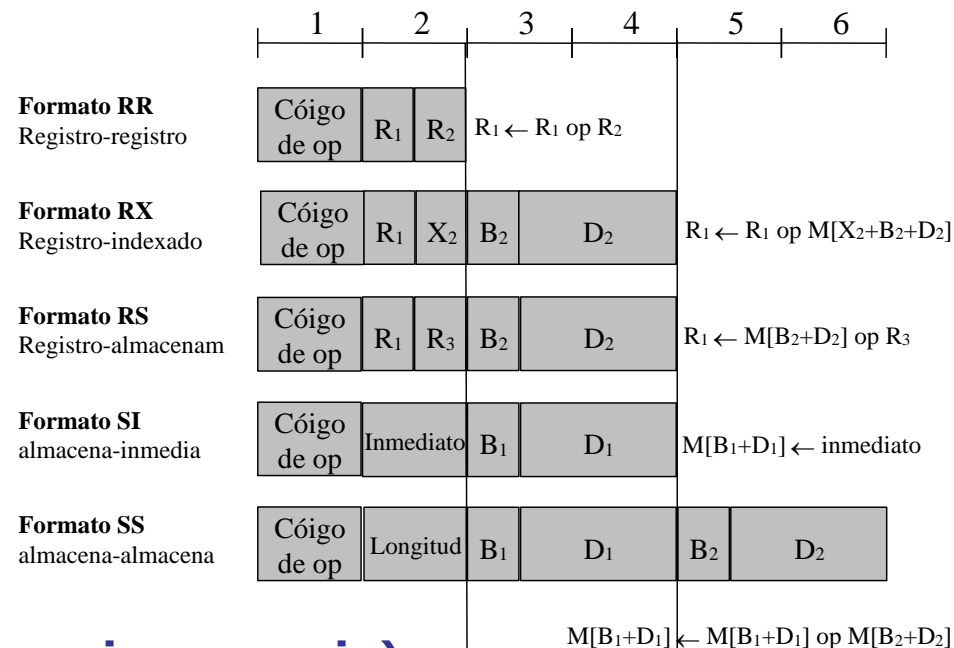 1 2 3 4 5 6
Formato RR
Registro-registro
Cóigo
de op
R1 R2
R1 ← R1 op R2
Formato RX
Registro-indexado
Cóigo
de op
R1 X2 B2 D2
R1 ← R1 op M[X2+B2+D2]
Formato RS
Registro-almacenam
Cóigo
de op
R1 R3 B2 D2
R1 ← M[B2+D2] op R3
Formato SI
almacena-inmedia
Cóigo
de op
Inmediato B1 D1
M[B1+D1] ← inmediato
Formato SS
almacena-almacena
Cóigo
de op
Longitud B1 D1 B2 D2
M[B1+D1] ← M[B1+D1] op M[B2+D2]